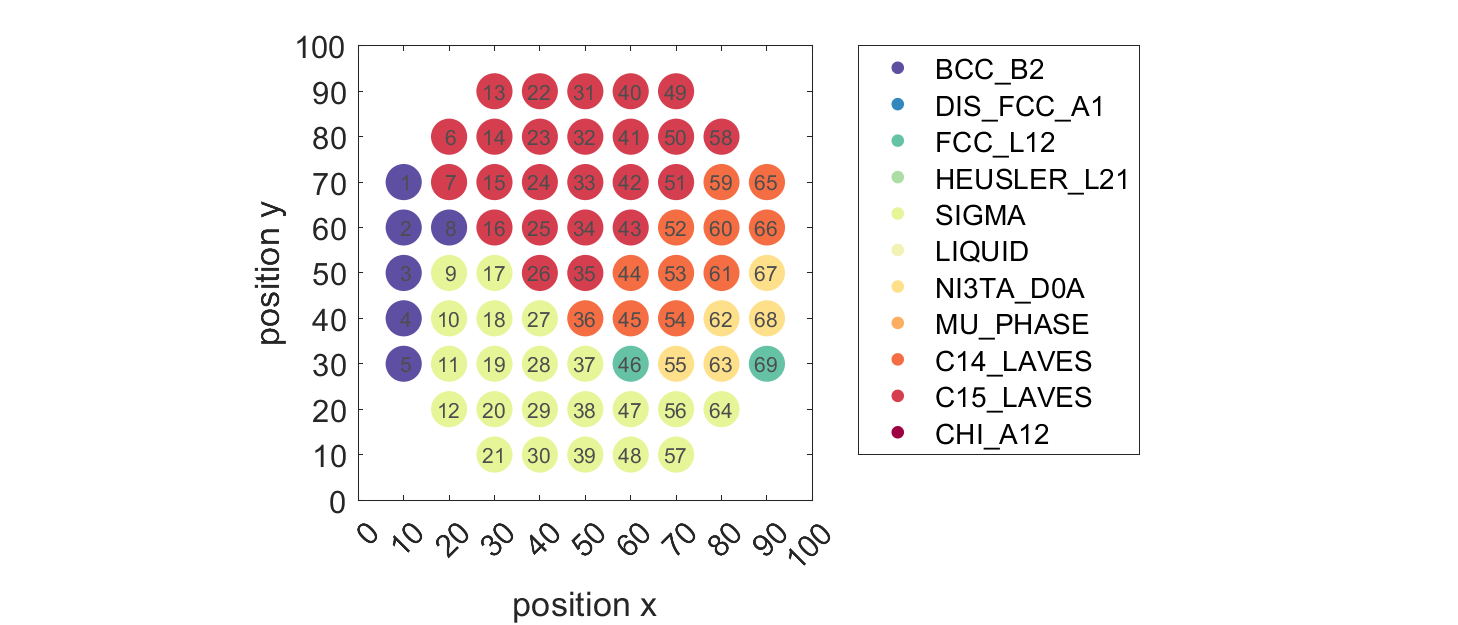 100
90
80
70
60
50
40
30
20
10
0
13 22 31 40 49
6 14 23 32 41 50 58
1 7 15 24 33 42 51 59 65
2 8 16 25 34 43 52 60 66
3 9 17 26 35 44 53 61 67
4 10 18 27 36 45 54 62 68
5 11 19 28 37 46 55 63 69
12 20 29 38 47 56 64
21 30 39 48 57
0 10 20 30 40 50 60 70 80 90 100
position x
position y
BCC_B2
DIS_FCC_A1
FCC_L12
HEUSLER_L21
SIGMA
LIQUID
NI3TA_D0A
MU_PHASE
C14_LAVES
C15_LAVES
CHI_A12